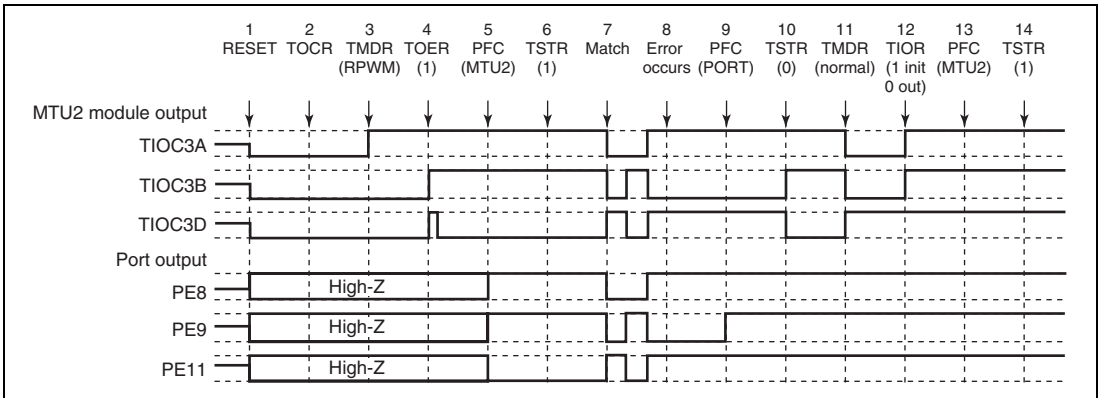 1 2 3 4 5 6 7 8 9 10 11 12 13 14
RESET TOCR TMDR TOER PFC TSTR Match Error PFC TSTR TMDR TIOR PFC TSTR
(RPWM) (1) (MTU2) (1) occurs (PORT) (0) (normal) (1 init (MTU2) (1)
0 out)
MTU2 module output
TIOC3A
TIOC3B
TIOC3D
Port output
PE8 High-Z
PE9 High-Z
PE11 High-Z